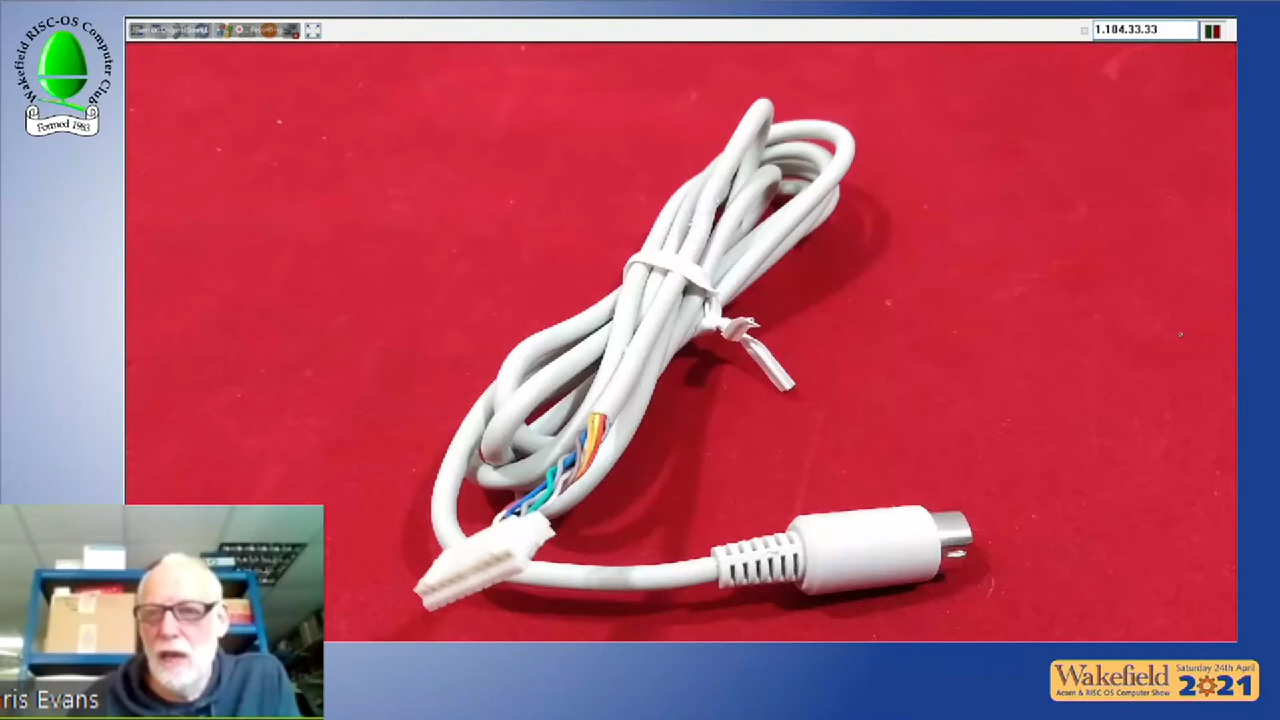 Wakefield RISC-OS Computer Club
Formed 1983
1.104.33.33
ris Evans
Wakefield
Acorn & RISC OS Computer Show
Saturday 24th April
2021